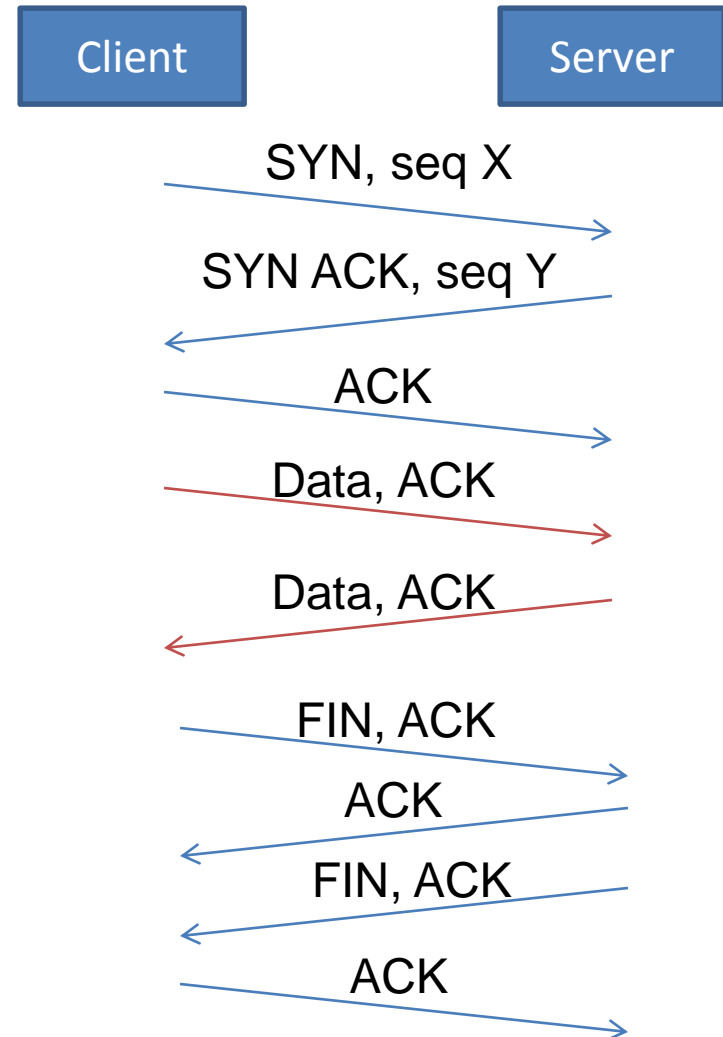 Client
Server
SYN, seq X
SYN ACK, seq Y
ACK
Data, ACK
Data, ACK
FIN, ACK
ACK
FIN, ACK
ACK